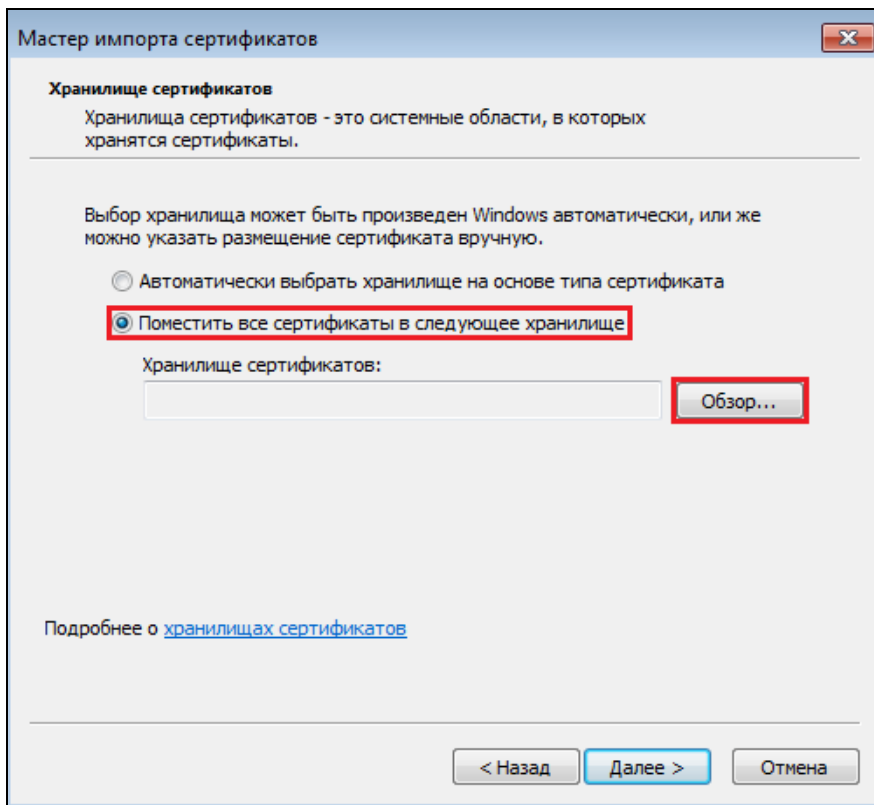 Мастер импорта сертификатов
Хранилище сертификатов
Хранилища сертификатов - это системные области, в которых
хранятся сертификаты.
Выбор хранилища может быть произведен Windows автоматически, или же
можно указать размещение сертификата вручную.
Автоматически выбрать хранилище на основе типа сертификата
Поместить все сертификаты в следующее хранилище
Хранилище сертификатов:
Обзор...
Подробнее о хранилищах сертификатов
< Назад Далее > Отмена